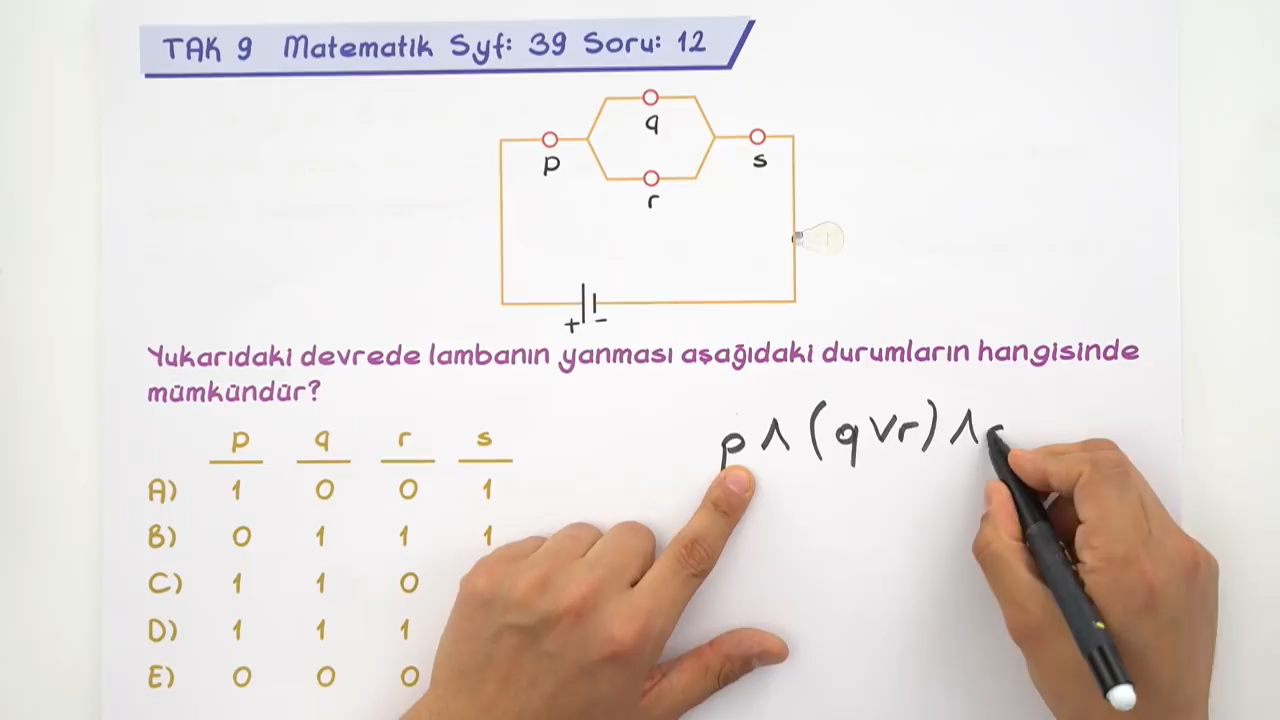 TAK 9 Matematik Syf: 39 Soru: 12
q
p
s
r
+ -
Yukarıdaki devrede lambanın yanması aşağıdaki durumların hangisinde
mümkündür?
p ∧ (q ∨ r) ∧
p q r s
A) 1 0 0 1
B) 0 1 1 1
C) 1 1 0
D) 1 1 1
E) 0 0 0